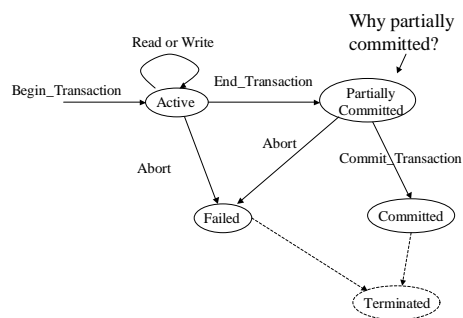 Why partially
committed?
Read or Write
Begin_Transaction
End_Transaction
Active
Partially
Committed
Abort
Abort
Commit_Transaction
Failed
Committed
Terminated